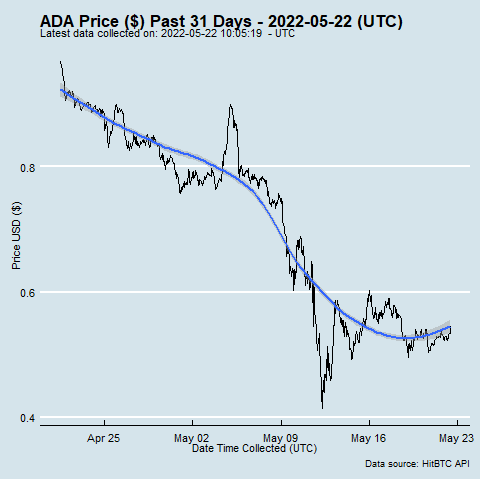 ADA Price ($) Past 31 Days - 2022-05-22 (UTC)
Latest data collected on: 2022-05-22 10:05:19 - UTC
Price USD ($)
0.8
0.6
0.4
Apr 25 May 02 May 09 May 16 May 23
Date Time Collected (UTC)
Data source: HitBTC API